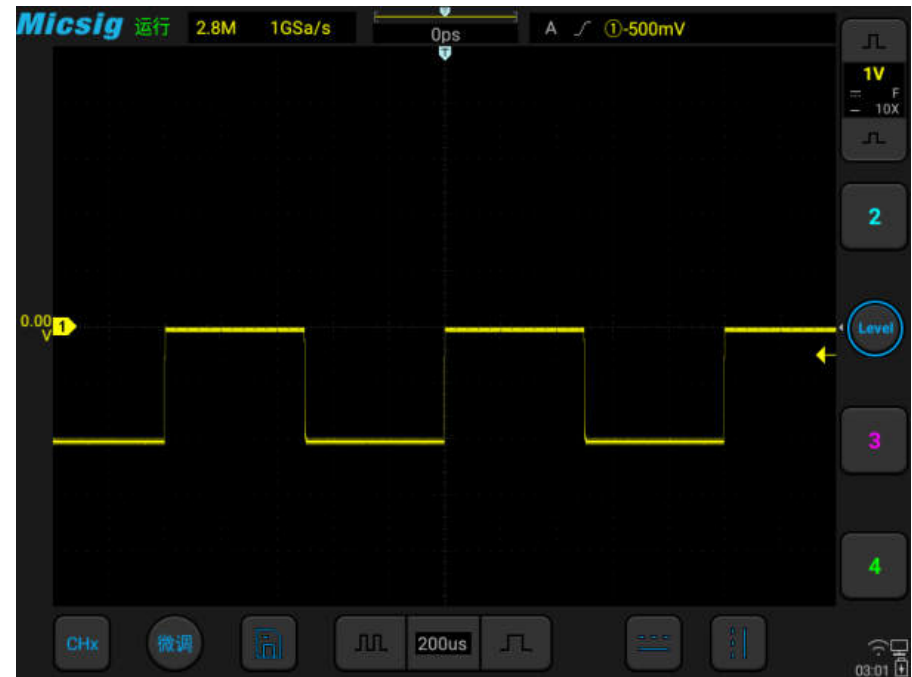 Micsig 运行 2.8M 1GSa/s 0ps A ①-500mV
T
T
1V
F
10X
2
0.00 1
V
Level
3
4
CHx 微调 200us
03:01